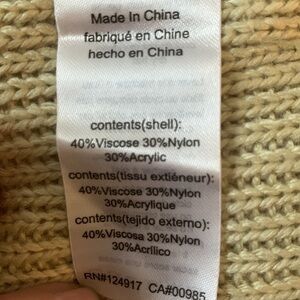 Made In China
fabriqué en Chine
hecho en China
contents(shell):
40%Viscose 30%Nylon
30%Acrylic
contents(tissu extiéneur):
40%Viscose 30%Nylon
30%Acrylique
contents(tejido externo):
40%Viscosa 30%Nylon
30%Acrilico
RN#124917 CA#00985